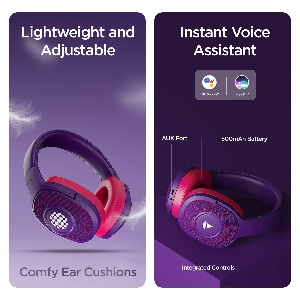 Lightweight and
Adjustable
Comfy Ear Cushions
Instant Voice
Assistant
AUX Port
500mAh Battery
Integrated Controls